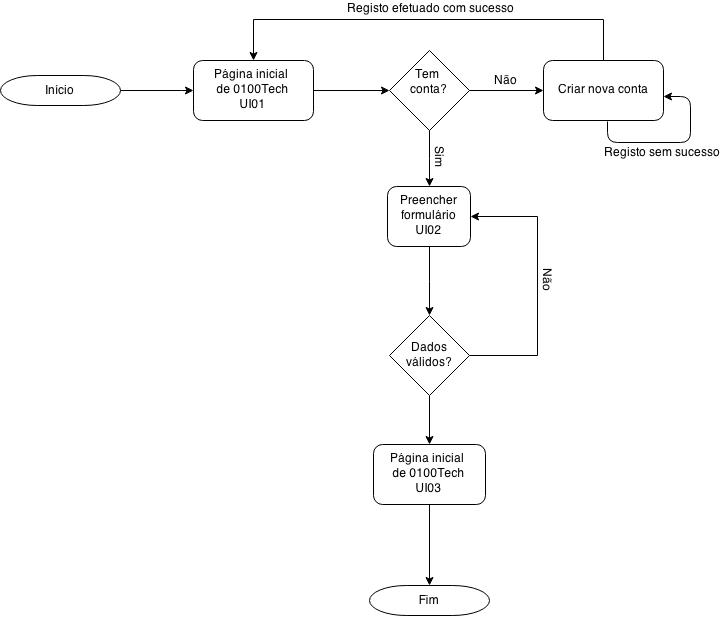 Registo efetuado com sucesso
Início
Página inicial
de 0100Tech
UI01
Tem
conta?
Não
Criar nova conta
Registo sem sucesso
Sim
Preencher
formulário
UI02
Não
Dados
válidos?
Página inicial
de 0100Tech
UI03
Fim